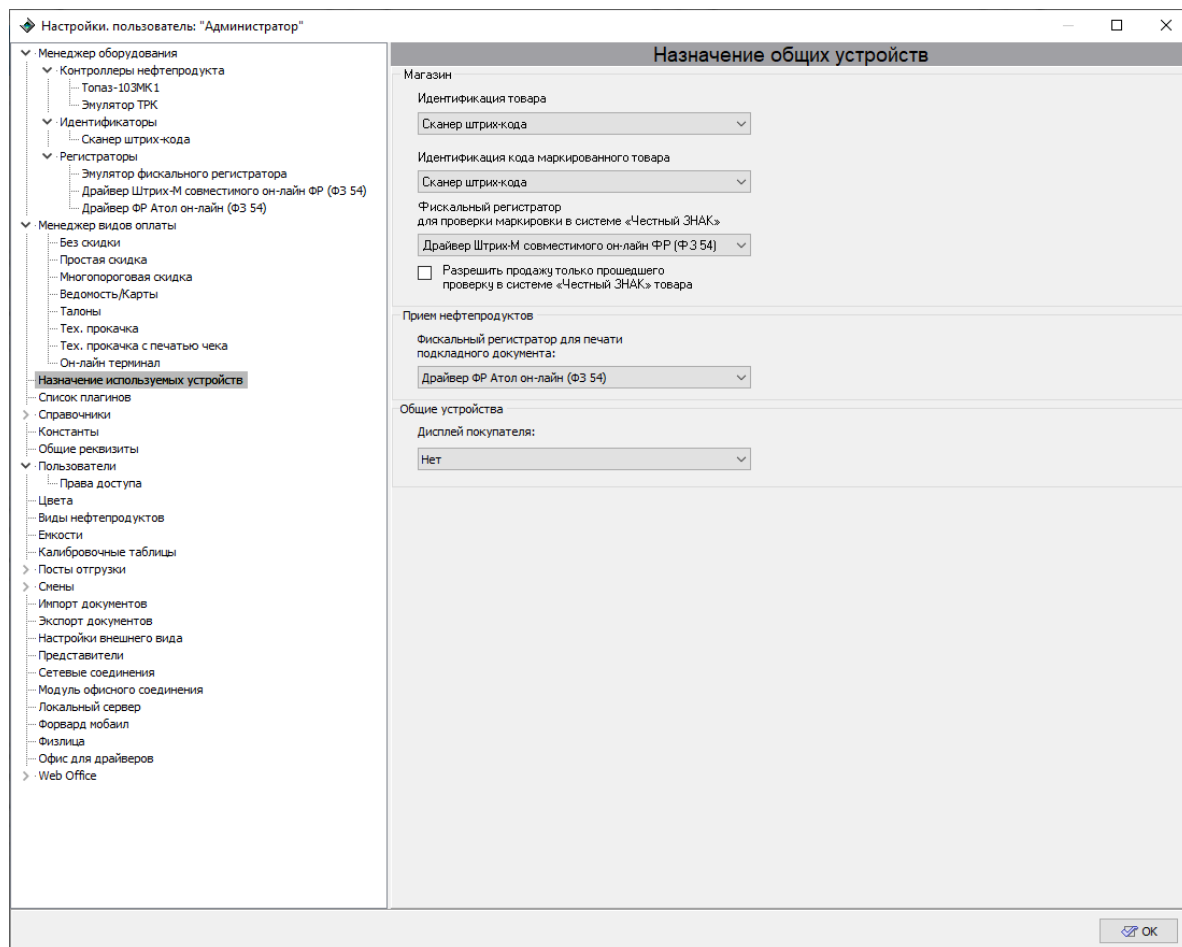 Настройки. пользователь: "Администратор"
Менеджер оборудования
Контроллеры нефтепродукта
Топаз-103МК1
Эмулятор ТРК
Идентификаторы
Сканер штрих-кода
Регистраторы
Эмулятор фискального регистратора
Драйвер Штрих-М совместимого он-лайн ФР (ФЗ 54)
Драйвер ФР Атол он-лайн (ФЗ 54)
Менеджер видов оплаты
Без скидки
Простая скидка
Многопороговая скидка
Ведомость/Карты
Талоны
Тех. прокачка
Тех. прокачка с печатью чека
Он-лайн терминал
Назначение используемых устройств
Список плагинов
Справочники
Константы
Общие реквизиты
Пользователи
Права доступа
Цвета
Виды нефтепродуктов
Емкости
Калибровочные таблицы
Посты отгрузки
Смены
Импорт документов
Экспорт документов
Настройки внешнего вида
Представители
Сетевые соединения
Модуль офисного соединения
Локальный сервер
Форвард мобаил
Физлица
Офис для драйверов
Web Office
Назначение общих устройств
Магазин
Идентификация товара
Сканер штрих-кода
Идентификация кода маркированного товара
Сканер штрих-кода
Фискальный регистратор
для проверки маркировки в системе «Честный ЗНАК»
Драйвер Штрих-М совместимого он-лайн ФР (ФЗ 54)
Разрешить продажу только прошедшего
проверку в системе «Честный ЗНАК» товара
Прием нефтепродуктов
Фискальный регистратор для печати
подкладного документа:
Драйвер ФР Атол он-лайн (ФЗ 54)
Общие устройства
Дисплей покупателя:
Нет
OK